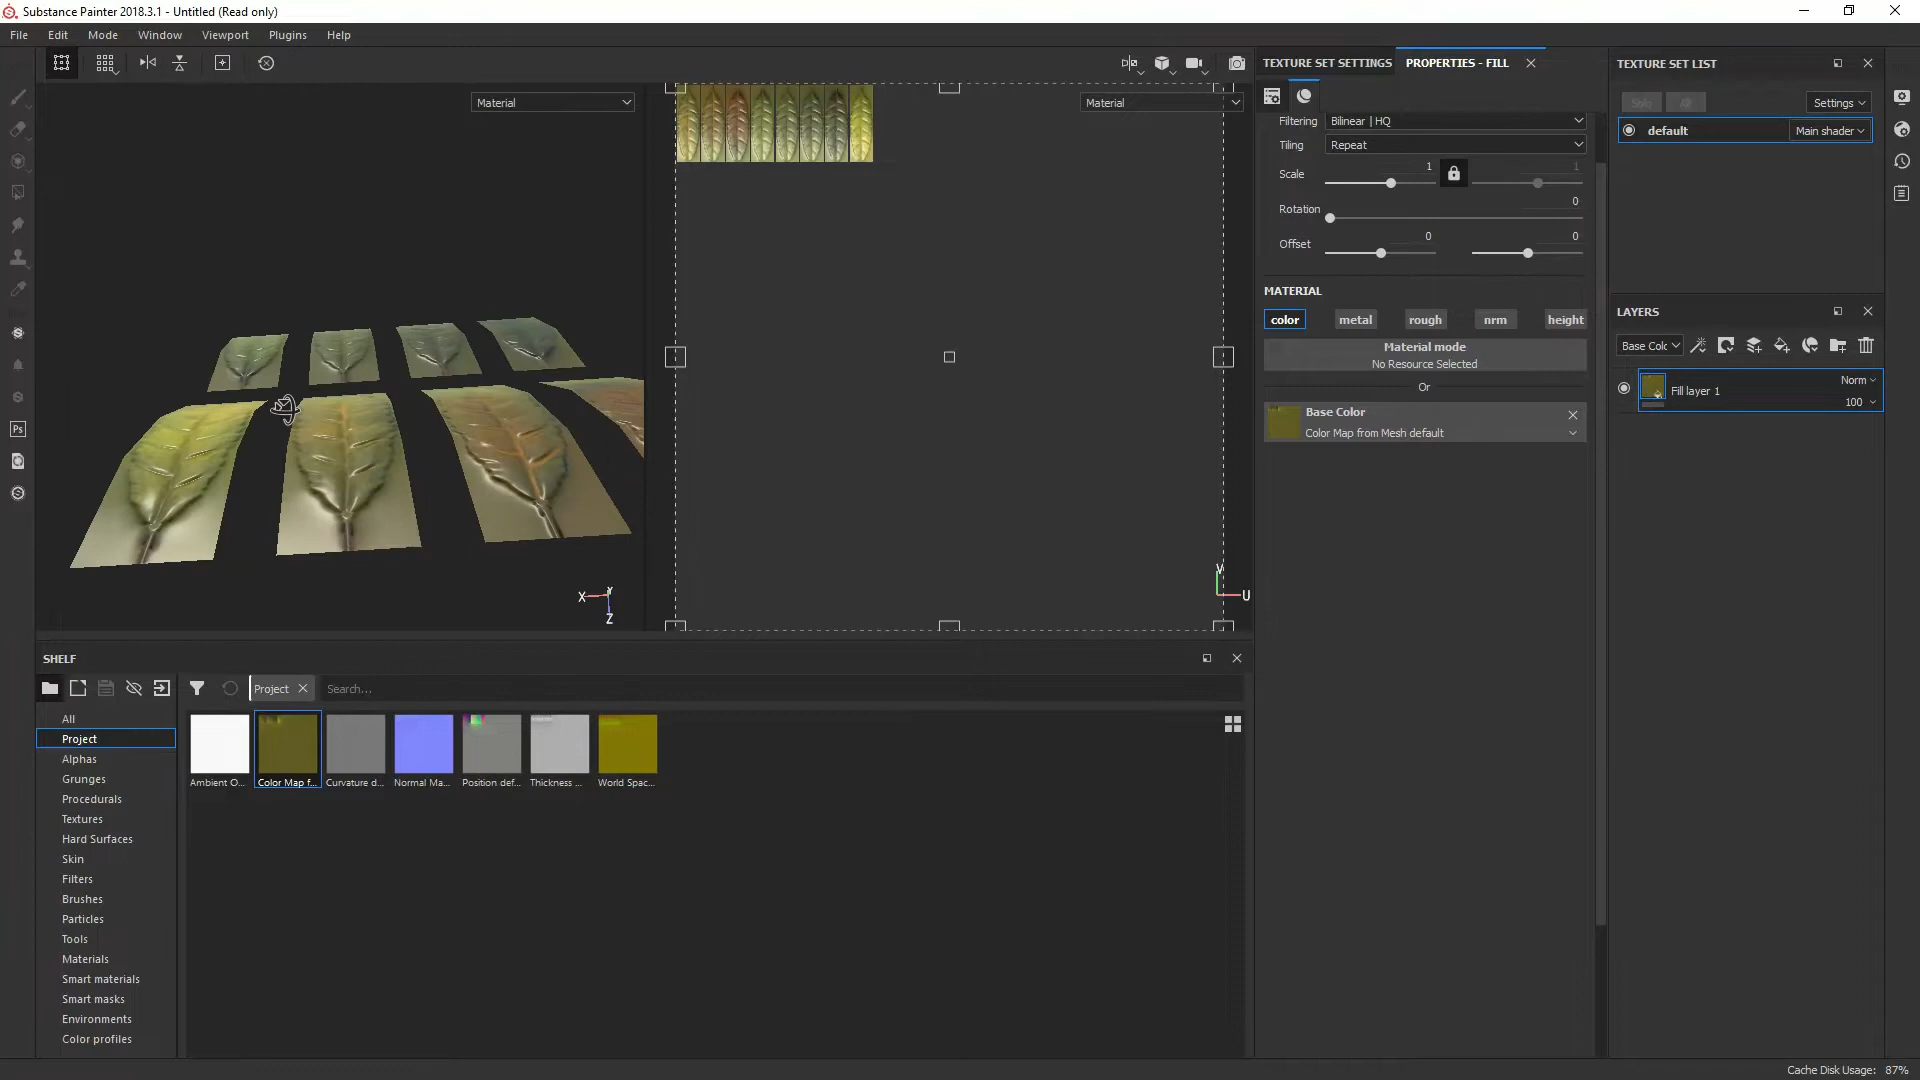 Substance Painter 2018.3.1 - Untitled (Read only)
File Edit Mode Window Viewport Plugins Help
TEXTURE SET SETTINGS PROPERTIES - FILL
TEXTURE SET LIST
Material
Material
Settings
Filtering Bilinear | HQ
default Main shader
Tiling Repeat
Scale 1 1
Rotation 0
Offset 0 0
MATERIAL
color metal rough nrm height
Material mode
No Resource Selected
Or
Base Color
Color Map from Mesh default
LAYERS
Base Colc
Fill layer 1
Norm
100
X Y Z
V U
Ps
SHELF
Project
Search...
All
Project
Alphas
Grunges
Procedurals
Textures
Hard Surfaces
Skin
Filters
Brushes
Particles
Tools
Materials
Smart materials
Smart masks
Environments
Color profiles
Ambient O... Color Map f... Curvature d... Normal Ma... Position def... Thickness ... World Spac...
Cache Disk Usage: 87%